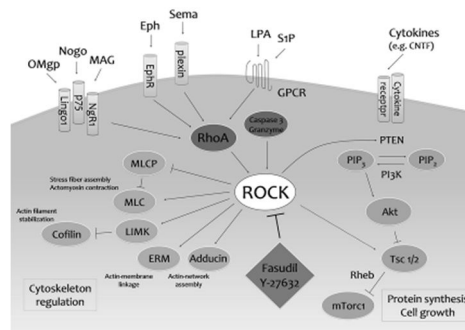 Eph
Sema
LPA
S1P
Cytokines
(e.g. CNTF)
Nogo
MAG
OMgp
Lingo1
p75
NgR1
EphR
plexin
GPCR
Cytokine
receptpr
RhoA
Caspase 3
Granzyme
PTEN
MLCP
PIP3
PIP2
PI3K
Stress fiber assembly
Actomyosin contraction
ROCK
MLC
Akt
Actin filament
stabilization
LIMK
Cofilin
ERM
Adducin
Tsc 1/2
Actin-membrane
linkage
Actin-network
assembly
Fasudil
Y-27632
Rheb
Cytoskeleton
regulation
mTorc1
Protein synthesis
Cell growth